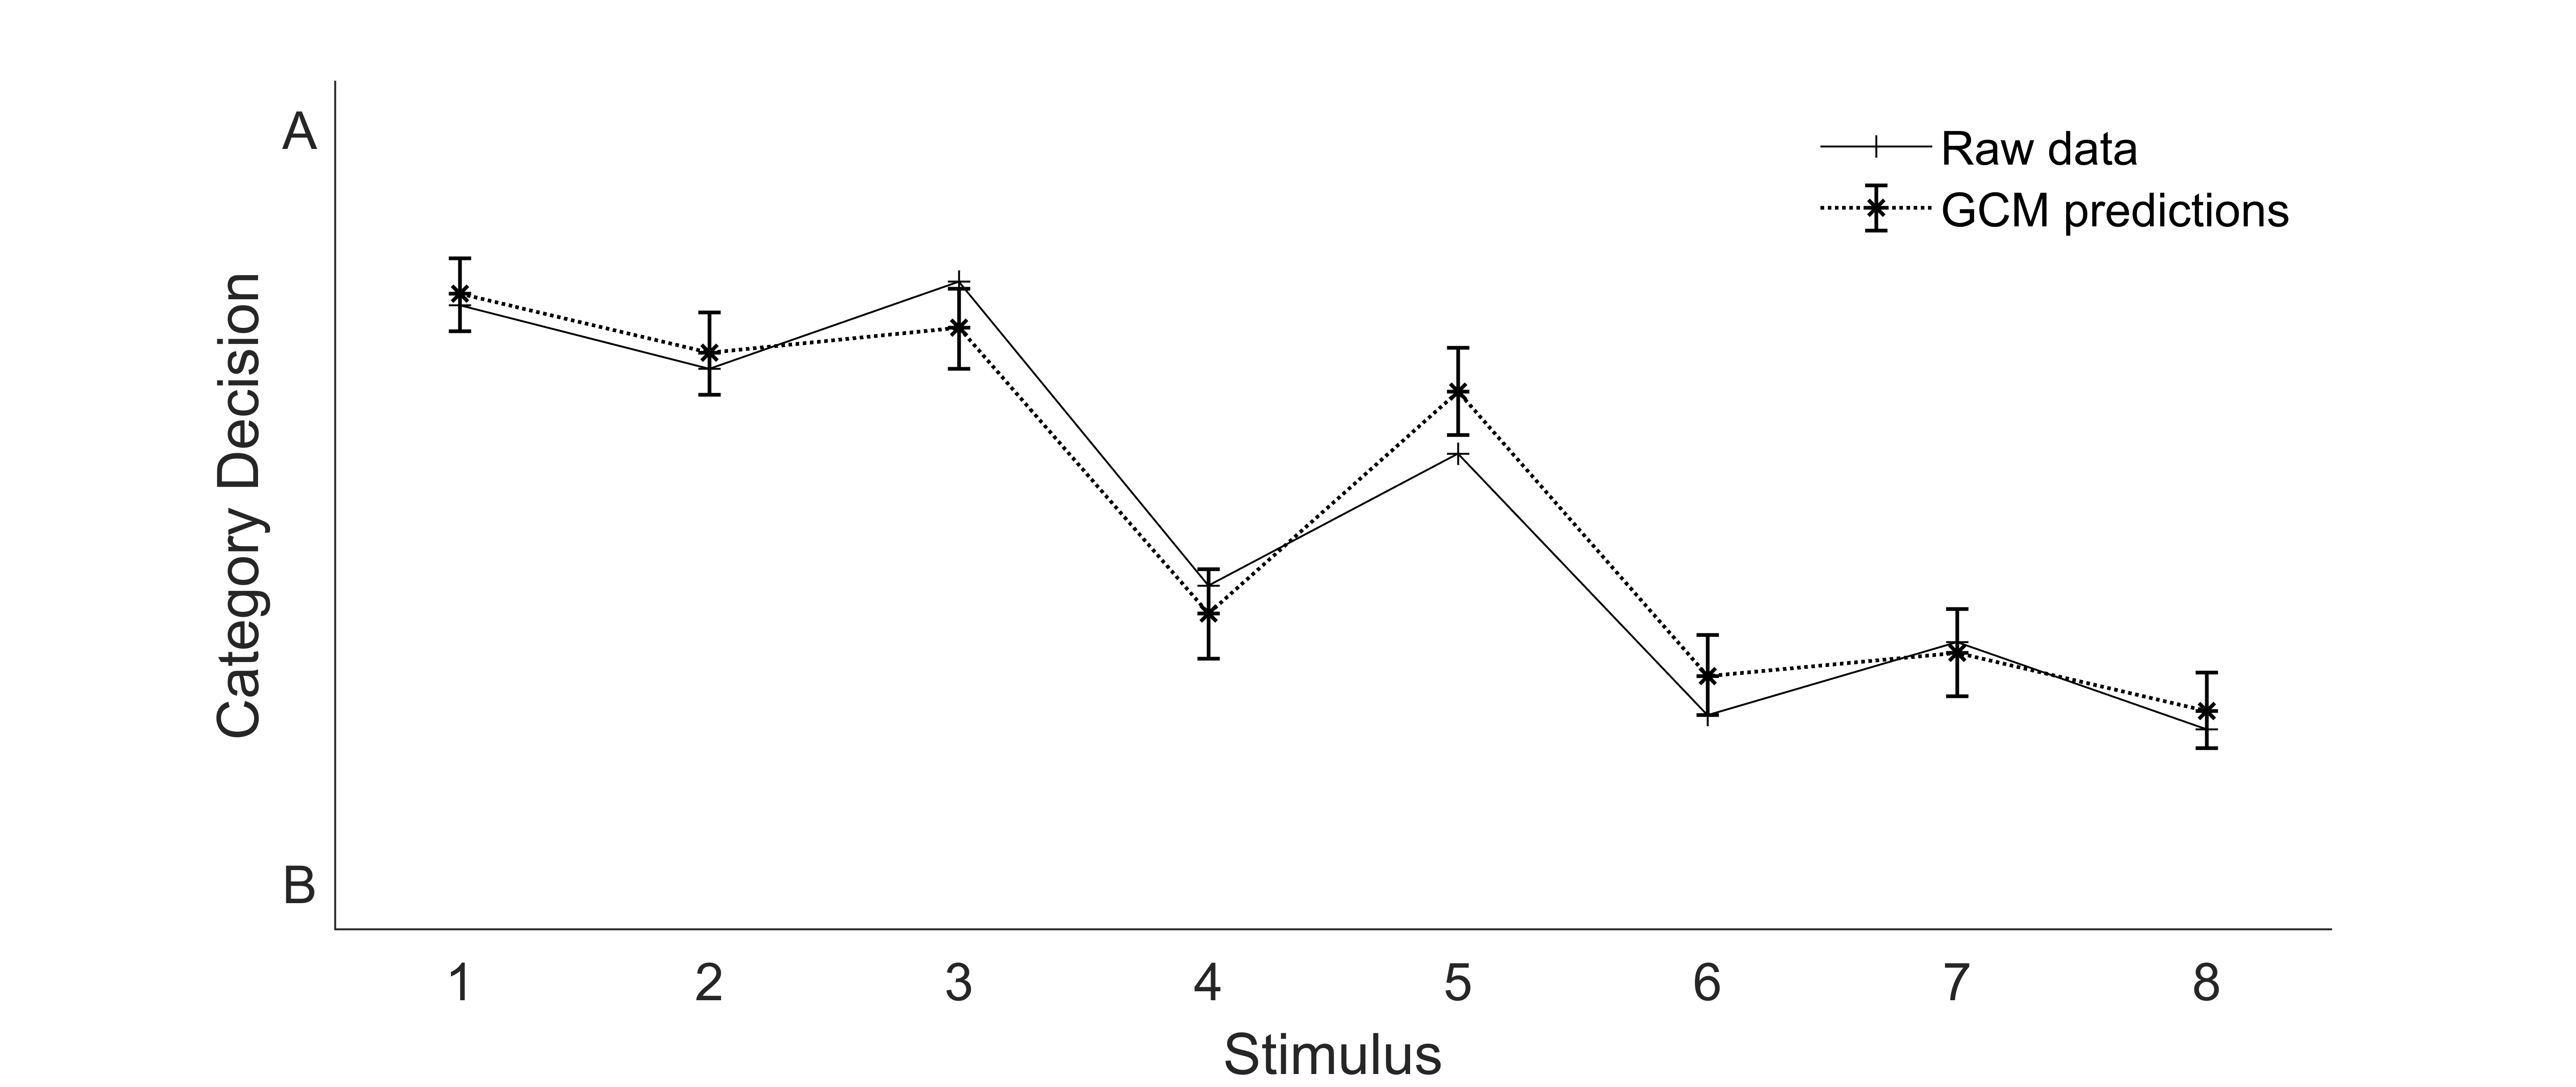 A
Raw data
GCM predictions
Category Decision
B
1 2 3 4 5 6 7 8
Stimulus